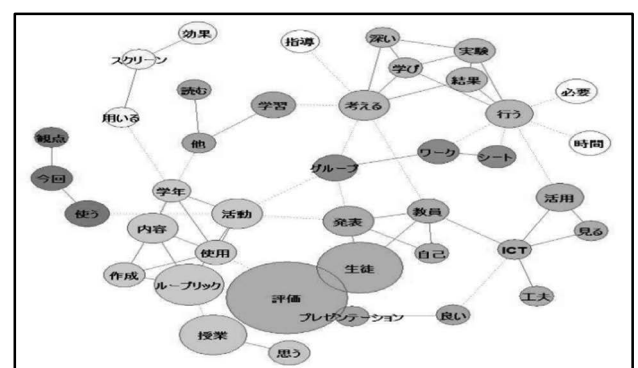 効果
スクリーン
用いる
指導
深い
実験
学び
結果
考える
行う
必要
時間
読む
学習
他
観点
今回
使う
グループ
ワーク
シート
学年
活動
内容
使用
発表
教員
活用
見る
自己
ICT
工夫
作成
ルーブリック
評価
生徒
プレゼンテーション
良い
授業
思う